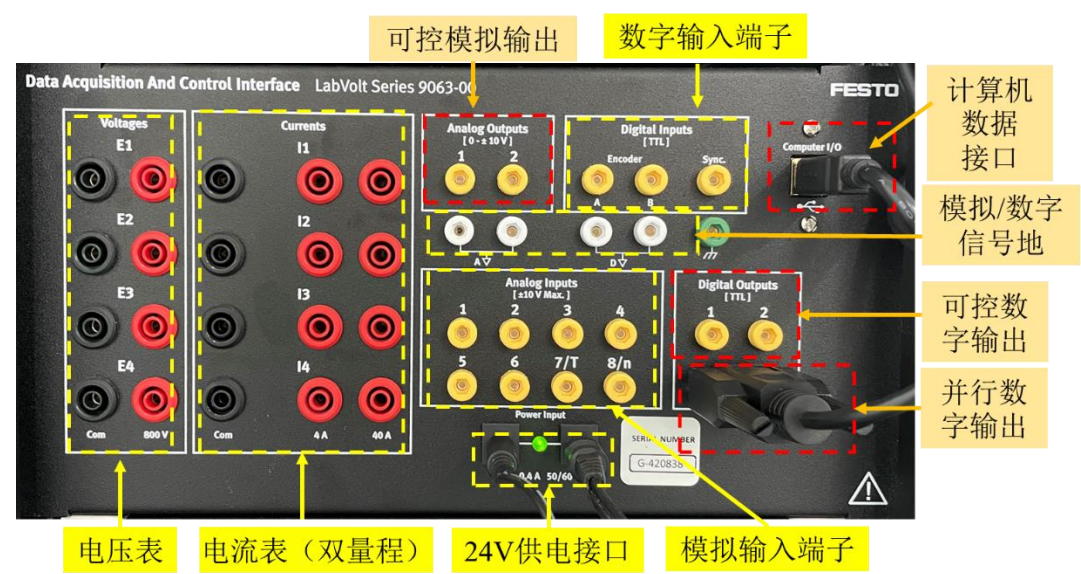 可控模拟输出
数字输入端子
Data Acquisition And Control Interface LabVolt Series 9063-0
FESTO
计算机
数据
接口
Voltages
Currents
Analog Outputs
[ 0 - ± 10 V ]
Digital Inputs
[TTL]
Computer I/O
E1
I1
1 2
Encoder
Sync.
A B
模拟/数字
信号地
E2
I2
A
D
Analog Inputs
[ ±10 V Max. ]
Digital Outputs
[TTL]
E3
I3
1 2 3 4
1 2
可控数
字输出
E4
I4
5 6 7/T 8/n
并行数
字输出
Com 800 V
Com 4 A 40 A
Power Input
SERIAL NUMBER
G-420838
0.4 A 50/60
电压表
电流表（双量程）
24V供电接口
模拟输入端子